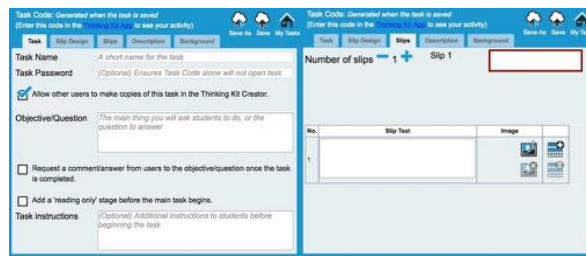 Task Code: Generated when the task is saved
(Enter this code in the Thinking Kit App to see your activity)
Save As Save My Tasks
Task Slip Design Slips Description Background
Task Name A short name for the task
Task Password (Optional) Ensures Task Code alone will not open task
Allow other users to make copies of this task in the Thinking Kit Creator.
Objective/Question The main thing you will ask students to do, or the
question to answer
Request a comment/answer from users to the objective/question once the task
is completed.
Add a 'reading only' stage before the main task begins.
Task instructions (Optional) Additional instructions to students before
beginning the task
Task Code: Generated when the task is saved
(Enter this code in the Thinking Kit App to see your activity)
Save As Save My Ta
Task Slip Design Slips Description Background
Number of slips 1 Slip 1
No. Slip Text Image
1